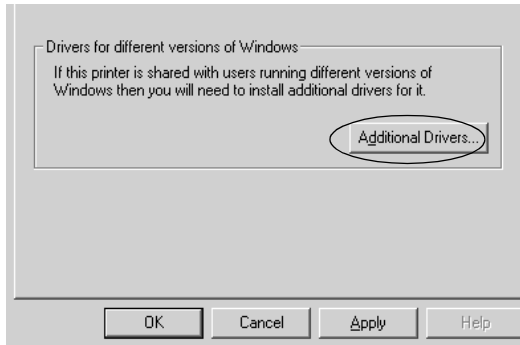 Drivers for different versions of Windows
If this printer is shared with users running different versions of
Windows then you will need to install additional drivers for it.
Additional Drivers...
OK
Cancel
Apply
Help